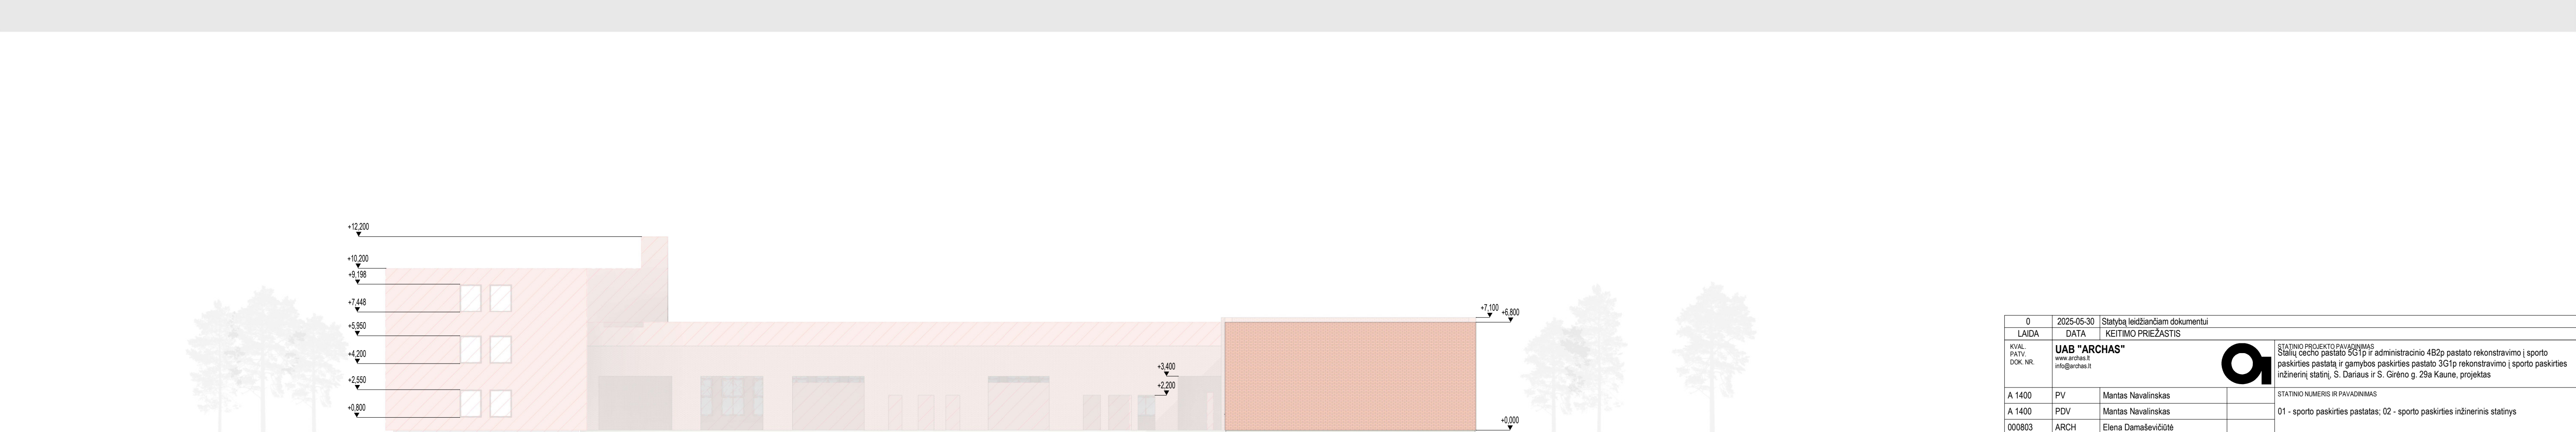 +12,200
+10,200
+9,198
+7,448
+5,950
+4,200
+2,550
+0,800
+3,400
+2,200
+7,100
+6,800
+0,000
0 2025-05-30 Statybą leidžiančiam dokumentui
LAIDA DATA KEITIMO PRIEŽASTIS
KVAL.
PATV.
DOK. NR.
UAB "ARCHAS"
www.archas.lt
info@archas.lt
a
STATINIO PROJEKTO PAVADINIMAS
Stalių cecho pastato 5G1p ir administracinio 4B2p pastato rekonstravimo į sporto
paskirties pastatą ir gamybos paskirties pastato 3G1p rekonstravimo į sporto paskirties
inžinerinį statinį, S. Dariaus ir S. Girėno g. 29a Kaune, projektas
A 1400 PV Mantas Navalinskas
STATINIO NUMERIS IR PAVADINIMAS
A 1400 PDV Mantas Navalinskas
01 - sporto paskirties pastatas; 02 - sporto paskirties inžinerinis statinys
000803 ARCH Elena Damaševičiūtė